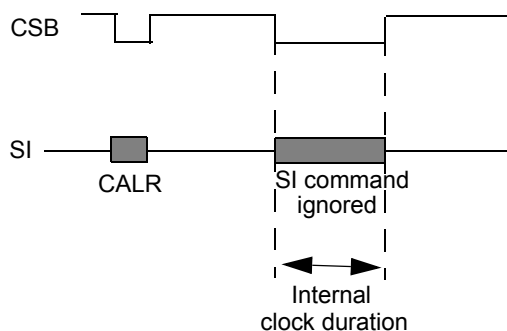 CSB
SI
CALR
SI command
ignored
Internal
clock duration